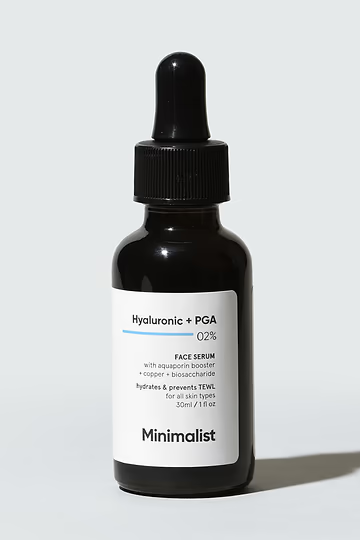 Hyaluronic + PGA
02%
FACE SERUM
with aquaporin booster
+ copper + biosaccharide
hydrates & prevents TEWL
for all skin types
30ml / 1 fl oz
Minimalist